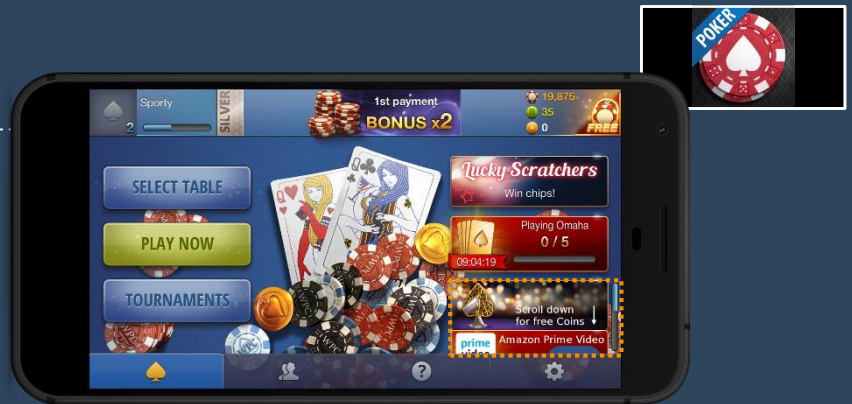 POKER
Sporty
2
SILVER
1st payment
BONUS x2
19,875
35
0
FREE
SELECT TABLE
PLAY NOW
TOURNAMENTS
Q
Q
Lucky Scratchers
Win chips!
Playing Omaha
0 / 5
09:04:19
Scroll down
for free Coins
prime
video
Amazon Prime Video
WPC
WPC
?